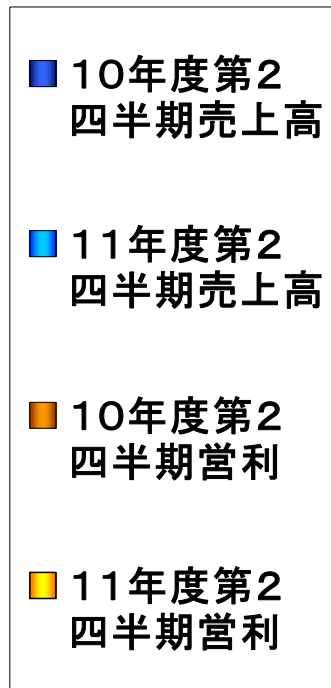 １０年度第２
四半期売上高
１１年度第２
四半期売上高
１０年度第２
四半期営利
１１年度第２
四半期営利